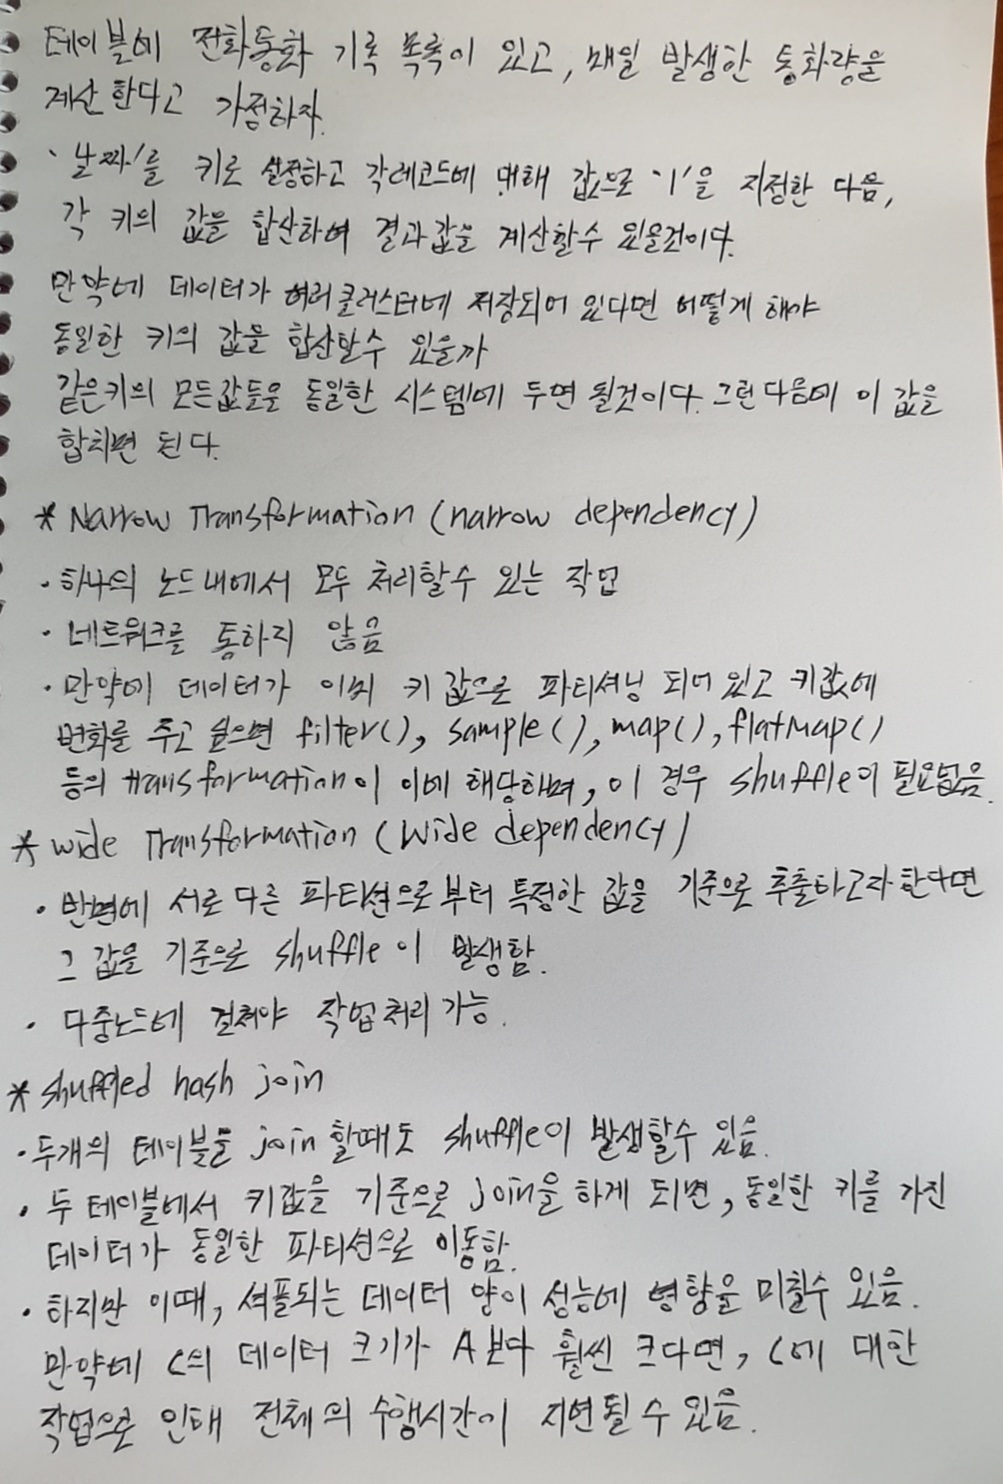 테이블에 전화통화 기록 목록이 있고, 매일 발생한 통화량을
계산 한다고 가정하자.
'날짜'를 키로 설정하고 각레코드에 대해 값으로 '1'을 지정한 다음,
각 키의 값을 합산하여 결과값을 계산할수 있을것이다.
만약에 데이터가 여러클러스터에 저장되어 있다면 어떻게 해야
동일한 키의 값을 합산할수 있을까
같은키의 모든값들을 동일한 시스템에 두면 될것이다. 그런다음에 이 값을
합치면 된다.
* Narrow Transformation (narrow dependency)
· 하나의 노드내에서 모두 처리할수 있는 작업
· 네트워크를 통하지 않음
· 만약에 데이터가 이미 키 값으로 파티셔닝 되어 있고 키값에
변화를 주고 싶으면 filter(), sample(), map(), flatMap()
등의 transformation이 이에 해당하며, 이 경우 shuffle이 필요없음.
* Wide Transformation (Wide dependency)
· 반면에 서로 다른 파티션으로부터 특정한 값을 기준으로 추출하고자 한다면
그 값을 기준으로 shuffle이 발생함.
· 다중노드에 걸쳐야 작업처리 가능.
* shuffled hash join
· 두개의 테이블을 join 할때도 shuffle이 발생할수 있음.
· 두 테이블에서 키값을 기준으로 join을 하게 되면, 동일한 키를 가진
데이터가 동일한 파티션으로 이동함.
· 하지만 이때, 셔플되는 데이터 양이 성능에 영향을 미칠수 있음.
만약에 C의 데이터 크기가 A보다 훨씬 크다면, C에 대한
작업으로 인해 전체의 수행시간이 지연될 수 있음.